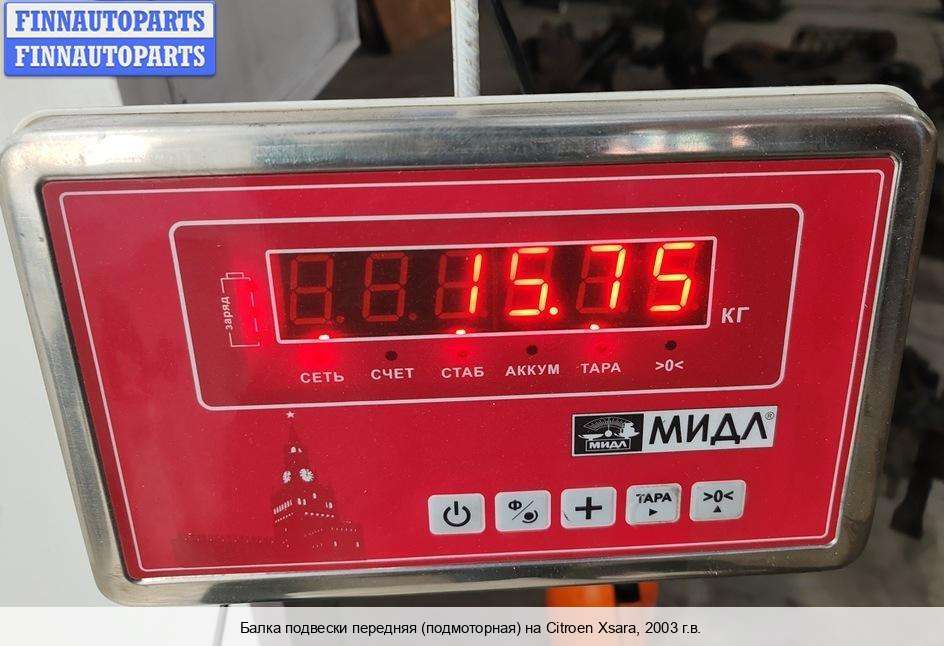 FINNAUTOPARTS
FINNAUTOPARTS
15.75
КГ
заряд
СЕТЬ СЧЕТ СТАБ АККУМ ТАРА >0<
МИДЛ МИДЛ®
Ф ТАРА >0<
Балка подвески передняя (подмоторная) на Citroen Xsara, 2003 г.в.